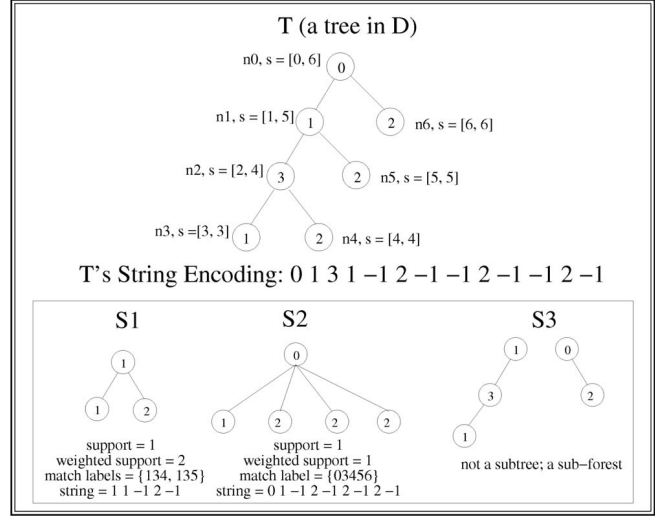 T (a tree in D)
n0, s = [0, 6]
0
n1, s = [1, 5]
1
2
n6, s = [6, 6]
n2, s = [2, 4]
3
2
n5, s = [5, 5]
n3, s =[3, 3]
1
2
n4, s = [4, 4]
T's String Encoding: 0 1 3 1 −1 2 −1 −1 2 −1 −1 2 −1
S1
1
1
2
support = 1
weighted support = 2
match labels = {134, 135}
string = 1 1 −1 2 −1
S2
0
1
2
2
2
support = 1
weighted support = 1
match label = {03456}
string = 0 1 −1 2 −1 2 −1 2 −1
S3
1
0
3
2
1
not a subtree; a sub−forest